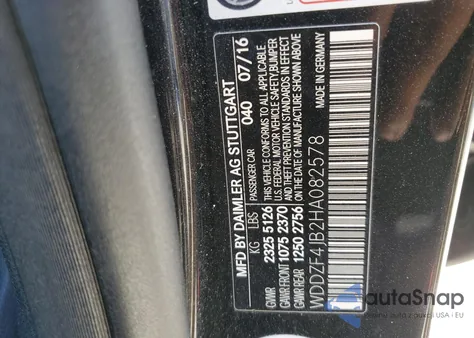 MFD BY DAIMLER AG STUTTGART
KG LBS PASSENGER CAR 040 07/16
GVWR 2325 5126 THIS VEHICLE CONFORMS TO ALL APPLICABLE
GAWR FRONT 1075 2370 U.S. FEDERAL MOTOR VEHICLE SAFETY, BUMPER
GAWR REAR 1250 2756 AND THEFT PREVENTION STANDARDS IN EFFECT
ON THE DATE OF MANUFACTURE SHOWN ABOVE
WDDZF4JB2HA082578 MADE IN GERMANY
autoSnap